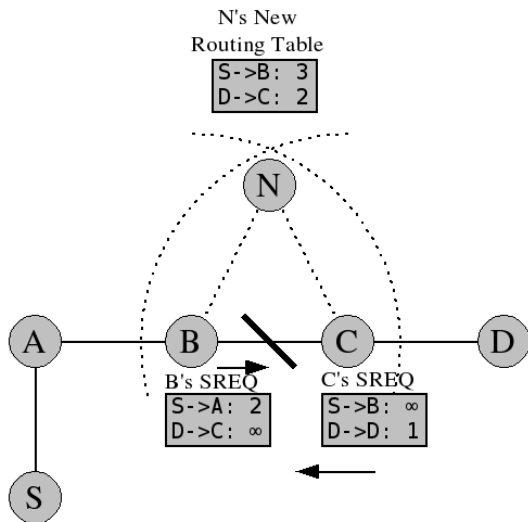 N's New
Routing Table
S->B: 3
D->C: 2
N
A
B
C
D
B's SREQ
S->A: 2
D->C: ∞
C's SREQ
S->B: ∞
D->D: 1
S